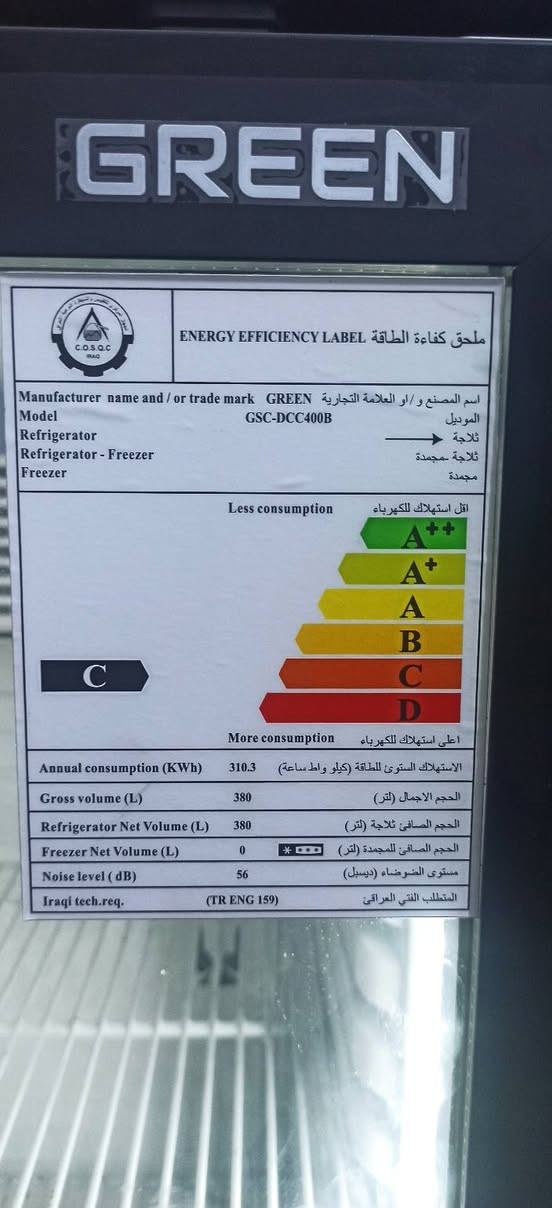 GREEN
C.O.S.Q.C
IRAQ
ENERGY EFFICIENCY LABEL ملحق كفاءة الطاقة
Manufacturer name and / or trade mark GREEN اسم المصنع و/او العلامة التجارية
Model GSC-DCC400B الموديل
Refrigerator ثلاجة
Refrigerator - Freezer ثلاجة -مجمدة
Freezer مجمدة
Less consumption اقل استهلاك للكهرباء
A++
A+
A
B
C C
D
More consumption اعلى استهلاك للكهرباء
Annual consumption (KWh) 310.3 الاستهلاك السنوي للطاقة (كيلو واط ساعة)
Gross volume (L) 380 الحجم الاجمال (لتر)
Refrigerator Net Volume (L) 380 الحجم الصافي ثلاجة (لتر)
Freezer Net Volume (L) 0 الحجم الصافي للمجمدة (لتر)
Noise level ( dB) 56 مستوى الضوضاء (ديسبل)
Iraqi tech.req. (TR ENG 159) المتطلب الفني العراقي